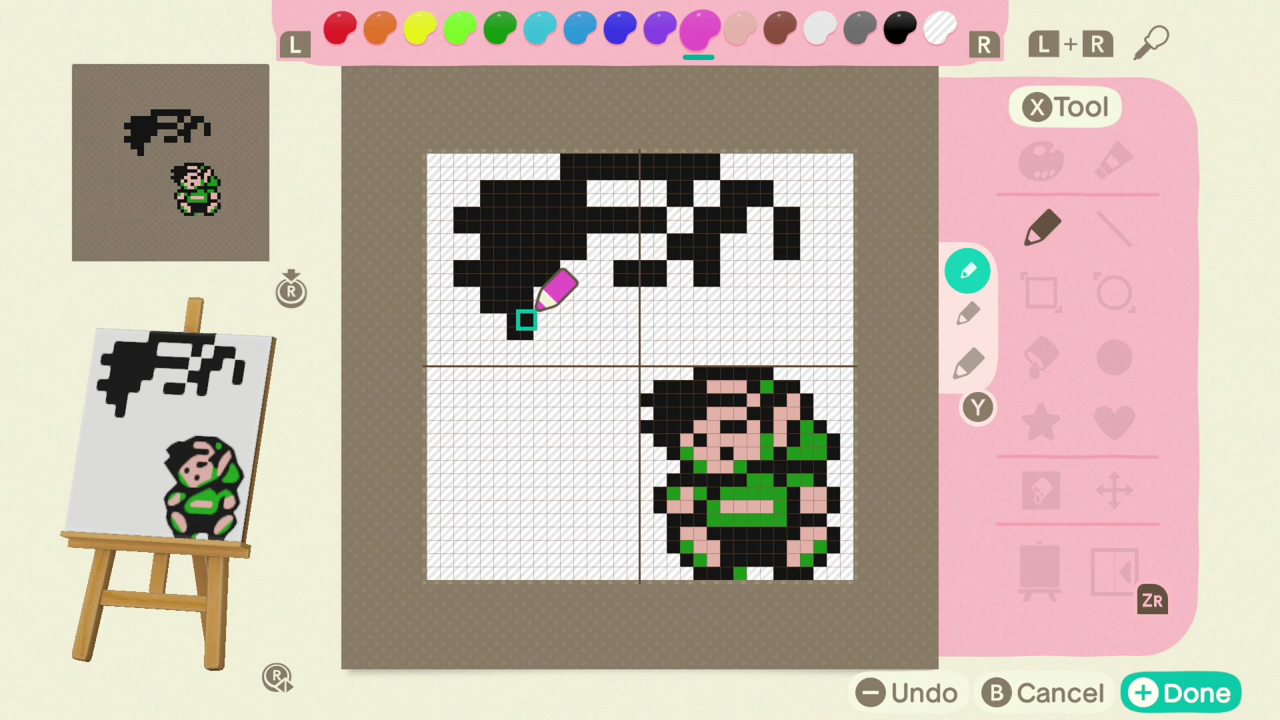 L
R
L + R
X Tool
R
Y
ZR
R
− Undo
B Cancel
+ Done